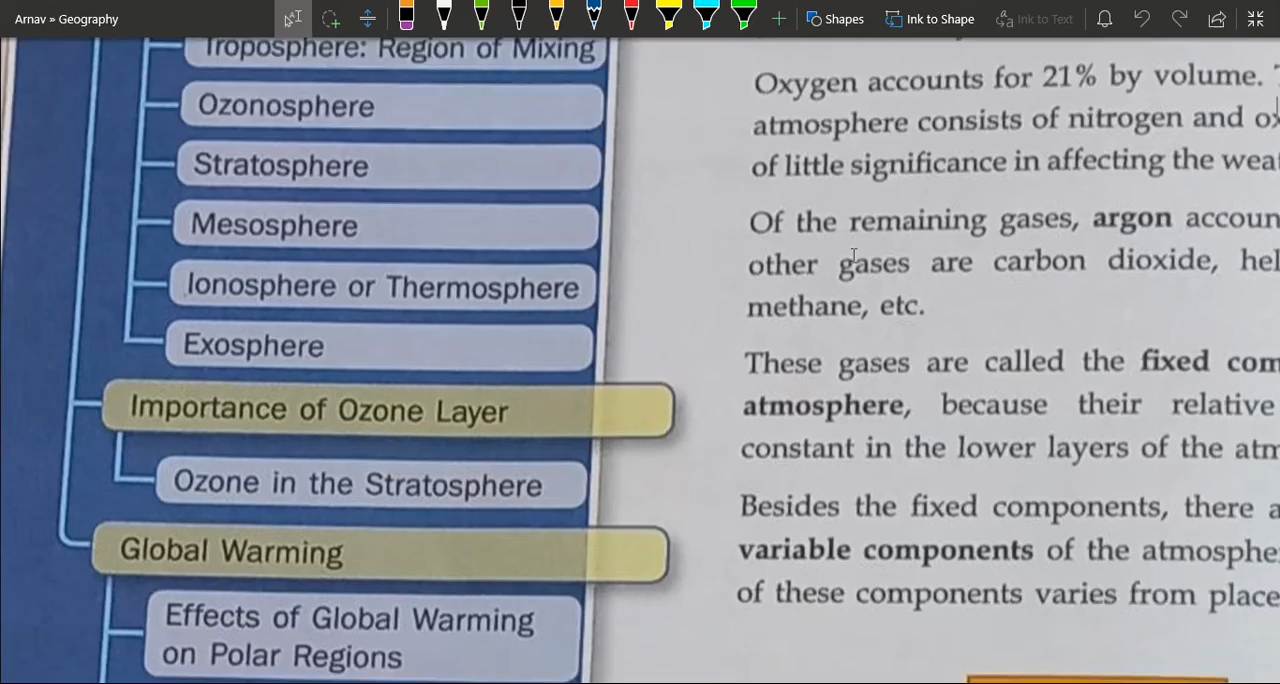 Arnav » Geography
Shapes
Ink to Shape
Ink to Text
Troposphere: Region of Mixing
Ozonosphere
Stratosphere
Mesosphere
Ionosphere or Thermosphere
Exosphere
Importance of Ozone Layer
Ozone in the Stratosphere
Global Warming
Effects of Global Warming
on Polar Regions
Oxygen accounts for 21% by volume.
atmosphere consists of nitrogen and
of little significance in affecting the
Of the remaining gases, argon
other gases are carbon dioxide,
methane, etc.
These gases are called the fixed
atmosphere, because their relative
constant in the lower layers of the
Besides the fixed components, there
variable components of the
of these components varies from place